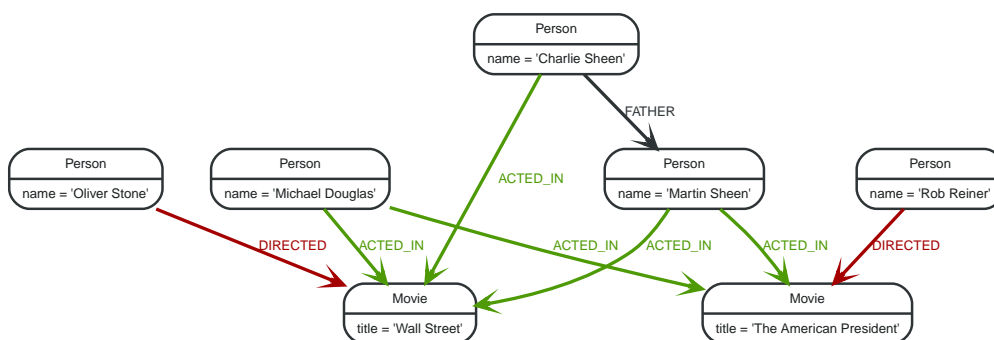 Person
name = 'Charlie Sheen'
FATHER
Person
name = 'Oliver Stone'
Person
name = 'Michael Douglas'
ACTED_IN
Person
name = 'Martin Sheen'
Person
name = 'Rob Reiner'
DIRECTED
ACTED_IN
ACTED_IN
ACTED_IN
ACTED_IN
DIRECTED
Movie
title = 'Wall Street'
Movie
title = 'The American President'